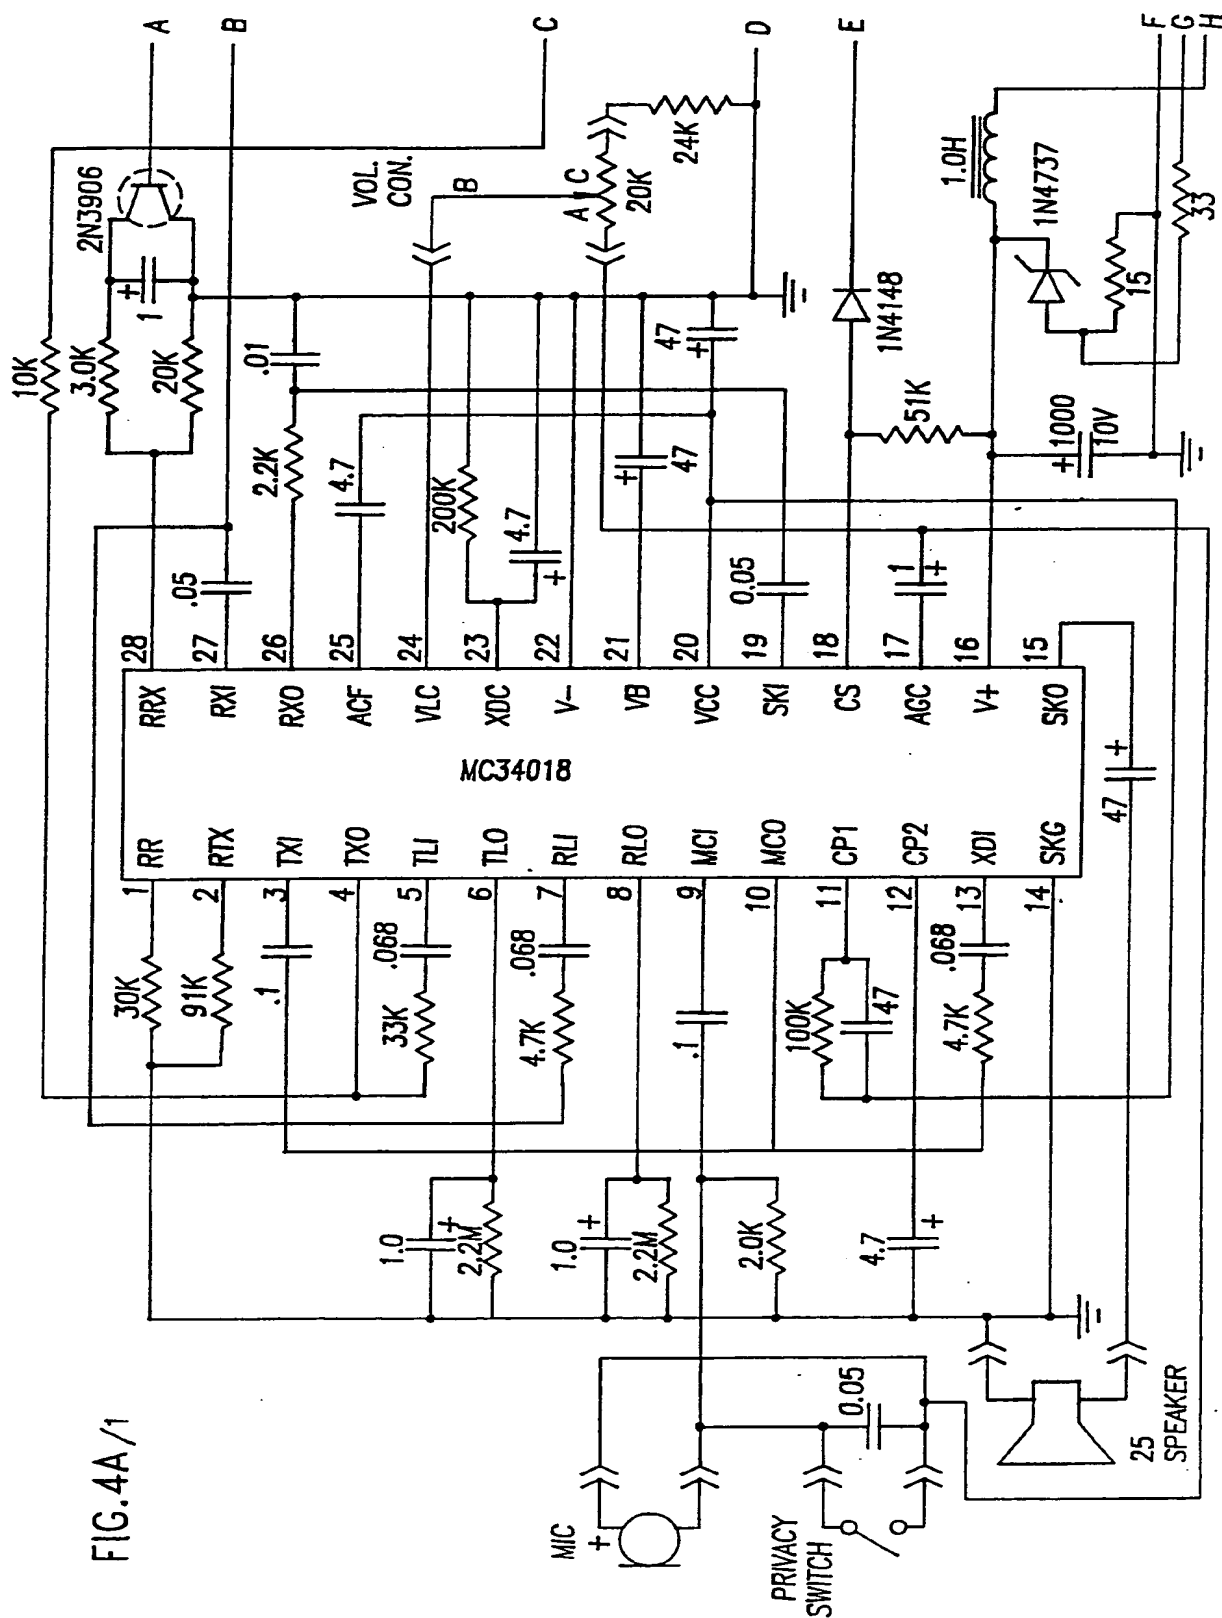 FIG.4A/1
A
B
C
D
E
F
G
H
2N3906
10K
3.0K
1
+
20K
.01
2.2K
4.7
200K
4.7
+
.05
VOL.
CON.
B
A
C
20K
24K
47
+
47
+
0.05
1N4148
51K
1
+
1.0H
1N4737
15
33
+
1000
10V
28
27
26
25
24
23
22
21
20
19
18
17
16
15
RRX
RXI
RXO
ACF
VLC
XDC
V-
VB
VCC
SKI
CS
AGC
V+
SKO
MC34018
RR
RTX
TXI
TXO
TLI
TLO
RLI
RLO
MCI
MCO
CP1
CP2
XDI
SKG
1
2
3
4
5
6
7
8
9
10
11
12
13
14
47
+
30K
91K
.1
.068
33K
.068
4.7K
.1
100K
47
.068
4.7K
1.0
+
2.2M
1.0
+
2.2M
2.0K
4.7
+
MIC
+
PRIVACY
SWITCH
0.05
25
SPEAKER